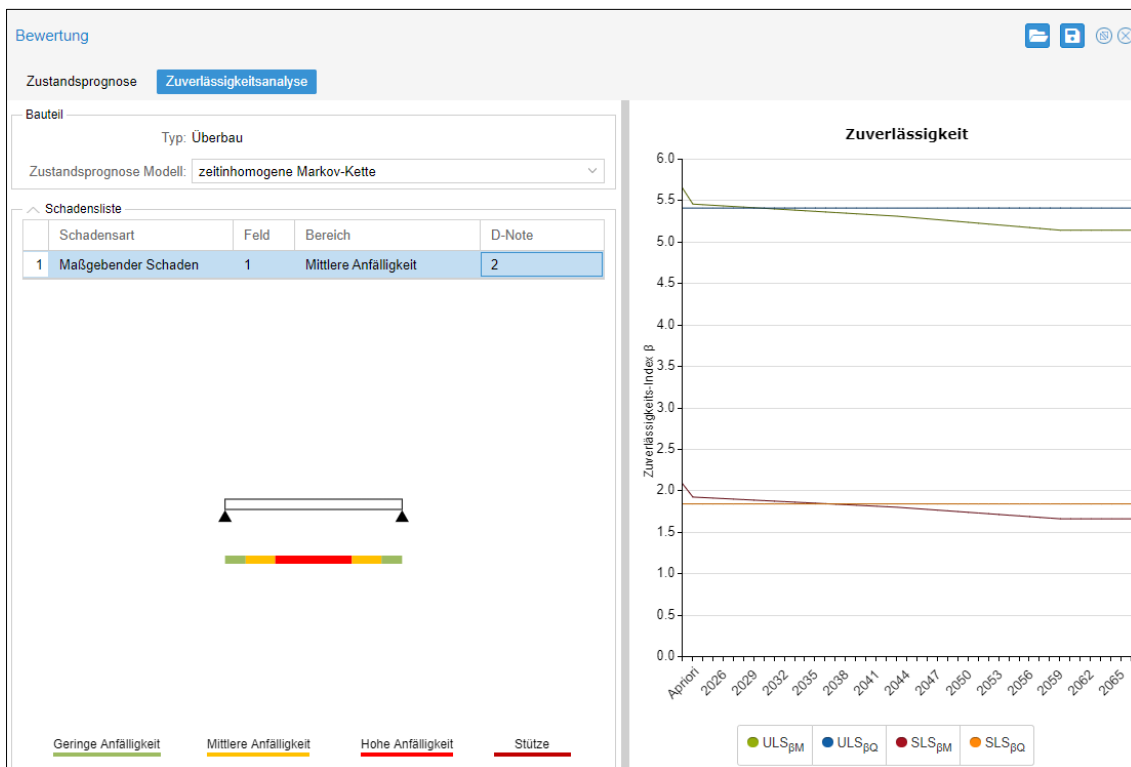 Bewertung
Zustandsprognose Zuverlässigkeitsanalyse
Bauteil
Typ: Überbau
Zustandsprognose Modell: zeitinhomogene Markov-Kette
Schadensliste
Schadensart Feld Bereich D-Note
1 Maßgebender Schaden 1 Mittlere Anfälligkeit 2
Geringe Anfälligkeit Mittlere Anfälligkeit Hohe Anfälligkeit Stütze
Zuverlässigkeit
Zuverlässigkeits-Index β
6.0
5.5
5.0
4.5
4.0
3.5
3.0
2.5
2.0
1.5
1.0
0.5
0.0
Apriori 2026 2029 2032 2035 2038 2041 2044 2047 2050 2053 2056 2059 2062 2065
ULSβM ULSβQ SLSβM SLSβQ